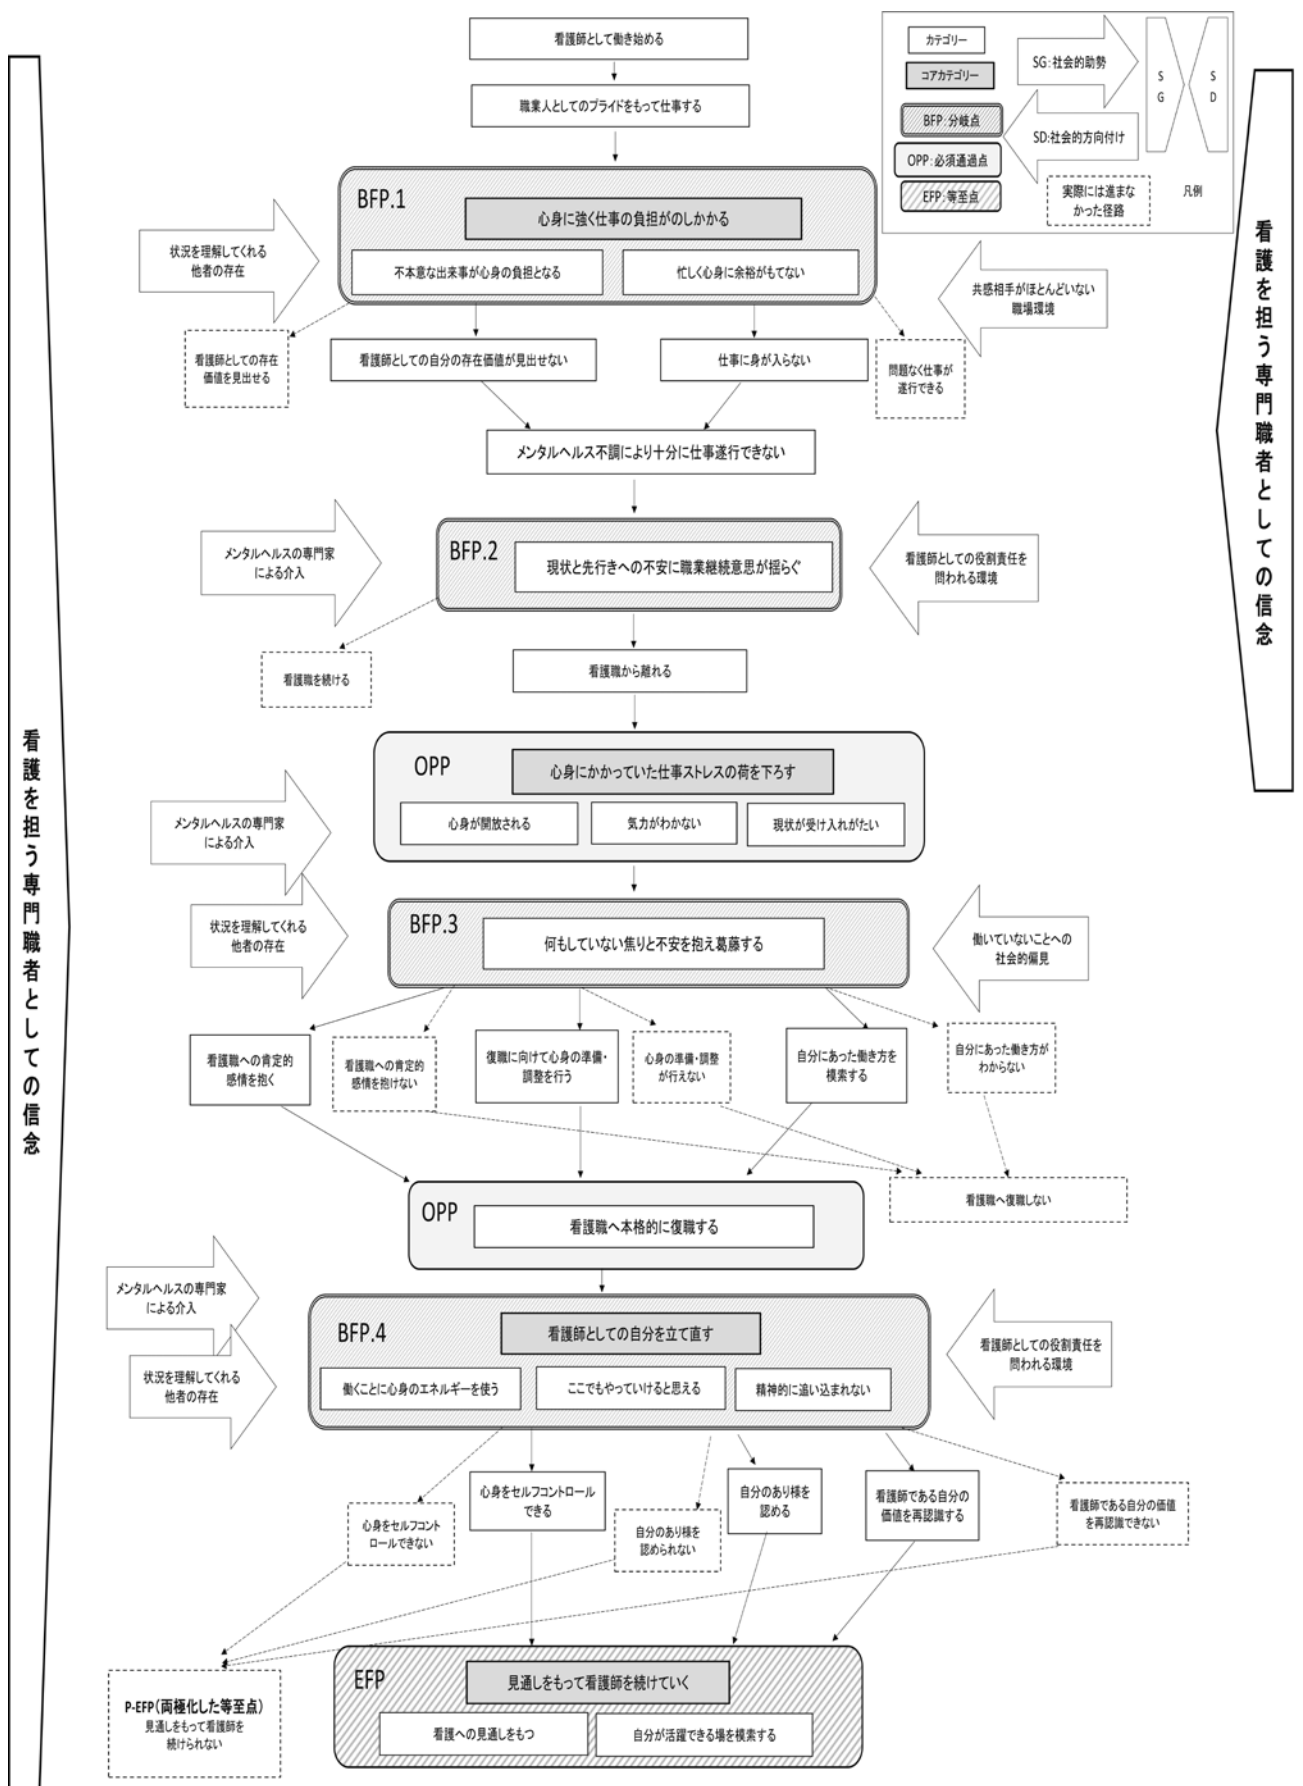 看護師として働き始める
職業人としてのプライドをもって仕事する
カテゴリー
コアカテゴリー
BFP：分岐点
OPP：必須通過点
EFP：等至点
SG：社会的助勢
SD：社会的方向付け
実際には進まな
かった径路
S
G
S
D
凡例
BFP.1
心身に強く仕事の負担がのしかかる
不本意な出来事が心身の負担となる
忙しく心身に余裕がもてない
状況を理解してくれる
他者の存在
共感相手がほとんどいない
職場環境
看護師としての存在
価値を見出せる
看護師としての自分の存在価値が見出せない
仕事に身が入らない
問題なく仕事が
遂行できる
メンタルヘルス不調により十分に仕事遂行できない
メンタルヘルスの専門家
による介入
BFP.2
現状と先行きへの不安に職業継続意思が揺らぐ
看護師としての役割責任を
問われる環境
看護職を続ける
看護職から離れる
OPP
心身にかかっていた仕事ストレスの荷を下ろす
心身が開放される
気力がわかない
現状が受け入れがたい
メンタルヘルスの専門家
による介入
状況を理解してくれる
他者の存在
BFP.3
何もしていない焦りと不安を抱え葛藤する
働いていないことへの
社会的偏見
看護職への肯定的
感情を抱く
看護職への肯定的
感情を抱けない
復職に向けて心身の準備・
調整を行う
心身の準備・調整
が行えない
自分にあった働き方を
模索する
自分にあった働き方が
わからない
看護職へ復職しない
OPP
看護職へ本格的に復職する
メンタルヘルスの専門家
による介入
状況を理解してくれる
他者の存在
BFP.4
看護師としての自分を立て直す
働くことに心身のエネルギーを使う
ここでもやっていけると思える
精神的に追い込まれない
看護師としての役割責任を
問われる環境
心身をセルフコント
ロールできない
心身をセルフコントロール
できる
自分のあり様を
認められない
自分のあり様を
認める
看護師である自分の
価値を再認識する
看護師である自分の価値
を再認識できない
P-EFP（両極化した等至点）
見通しをもって看護師を
続けられない
EFP
見通しをもって看護師を続けていく
看護への見通しをもつ
自分が活躍できる場を模索する
看護を担う専門職者としての信念
看護を担う専門職者としての信念